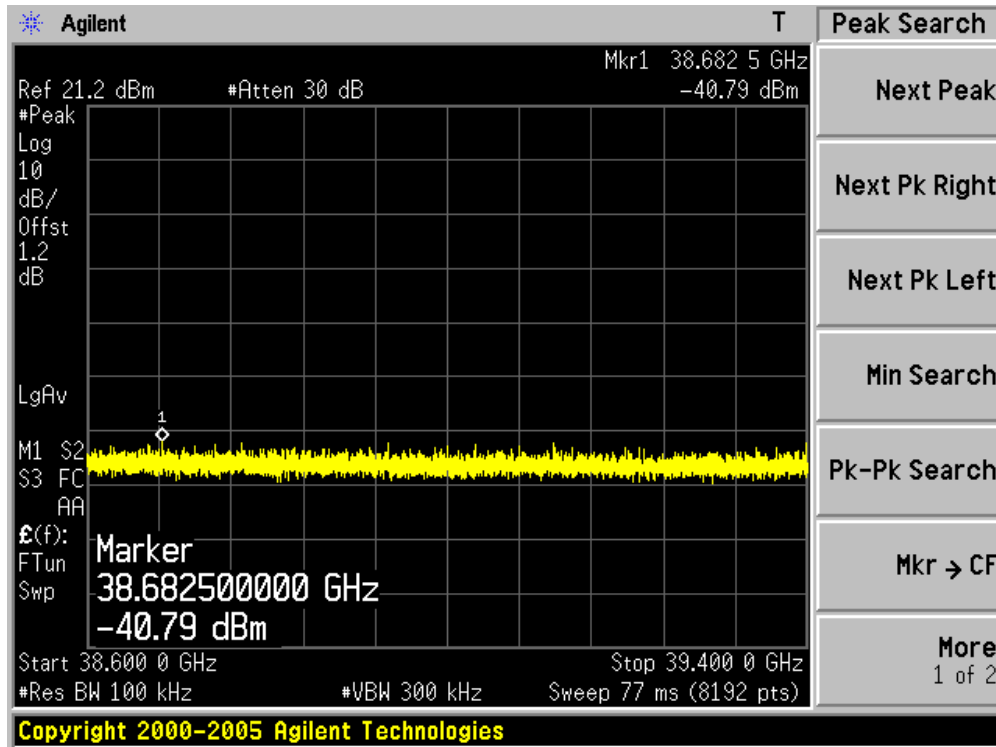 Agilent T Peak Search
Mkr1 38.682 5 GHz
Ref 21.2 dBm #Atten 30 dB -40.79 dBm
#Peak
Log
10
dB/
Offst
1.2
dB
LgAv
1
M1 S2
S3 FC
AA
£(f):
FTun
Swp
Marker
38.682500000 GHz
-40.79 dBm
Start 38.600 0 GHz Stop 39.400 0 GHz
#Res BW 100 kHz #VBW 300 kHz Sweep 77 ms (8192 pts)
Copyright 2000-2005 Agilent Technologies
Next Peak
Next Pk Right
Next Pk Left
Min Search
Pk-Pk Search
Mkr → CF
More
1 of 2